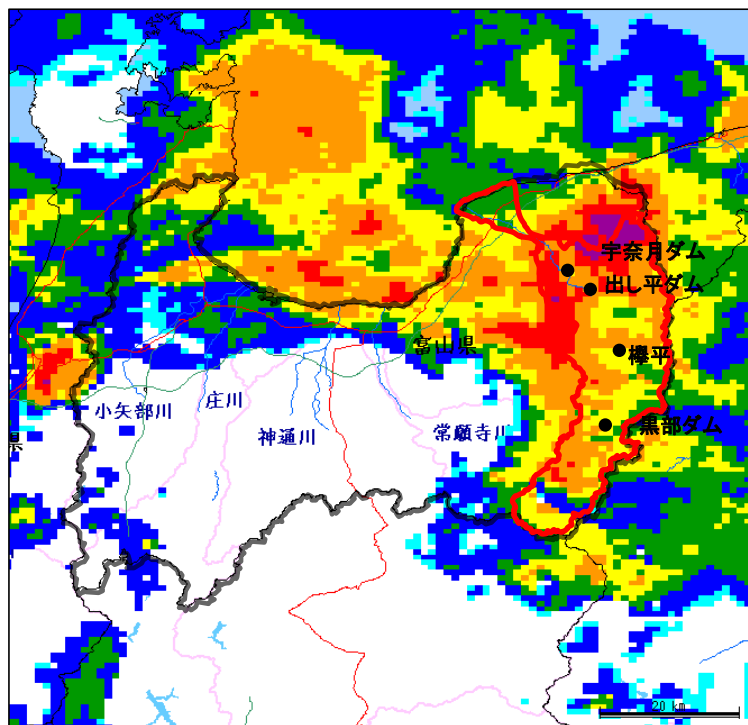 宇奈月ダム
出し平ダム
富山県
欅平
小矢部川
庄川
神通川
常願寺川
黒部ダム
県
20 km